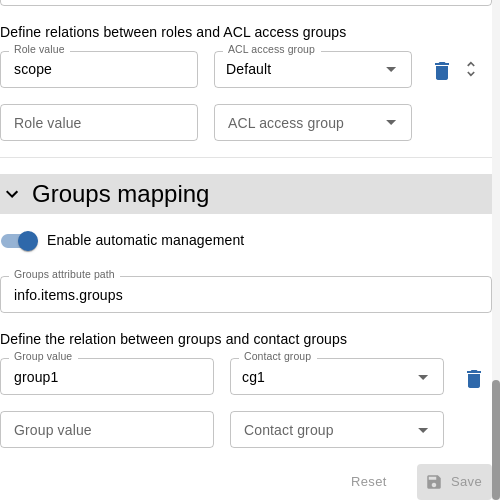 Define relations between roles and ACL access groups
Role value
ACL access group
scope
Default
Role value
ACL access group
Groups mapping
Enable automatic management
Groups attribute path
info.items.groups
Define the relation between groups and contact groups
Group value
Contact group
group1
cg1
Group value
Contact group
Reset
Save